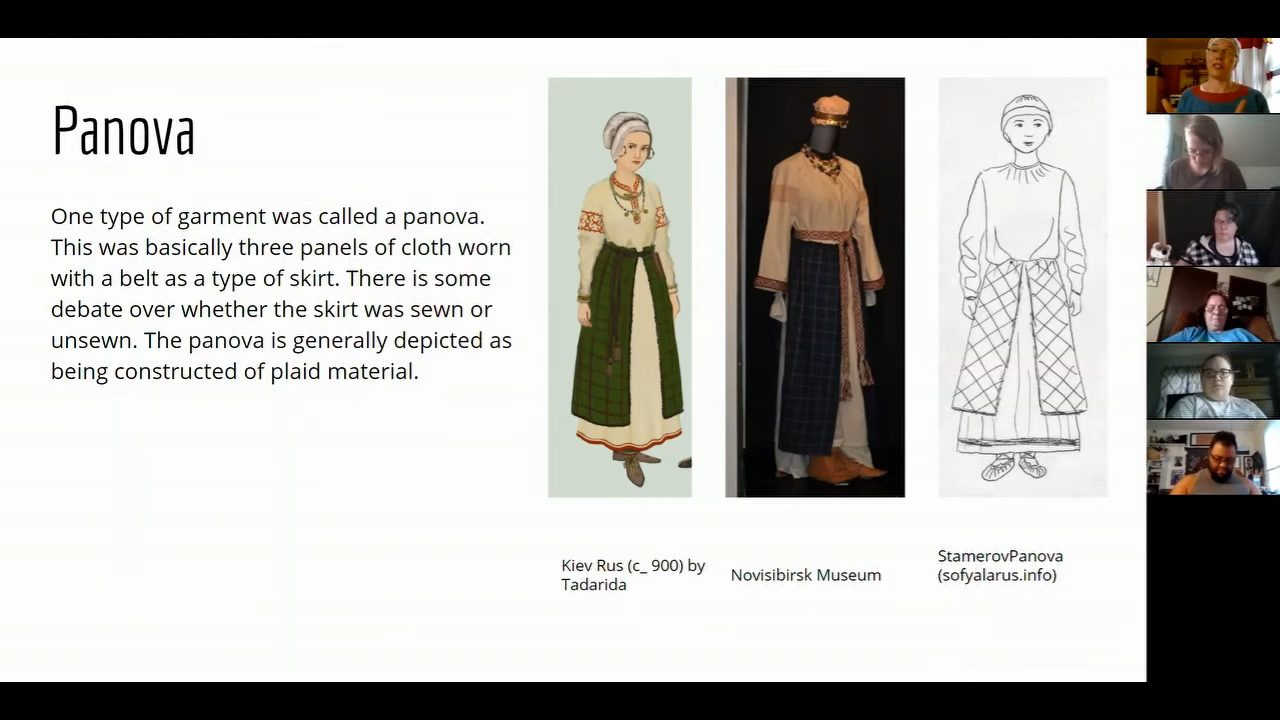 Panova
One type of garment was called a panova.
This was basically three panels of cloth worn
with a belt as a type of skirt. There is some
debate over whether the skirt was sewn or
unsewn. The panova is generally depicted as
being constructed of plaid material.
Kiev Rus (c_ 900) by
Tadarida
Novisibirsk Museum
StamerovPanova
(sofyalarus.info)